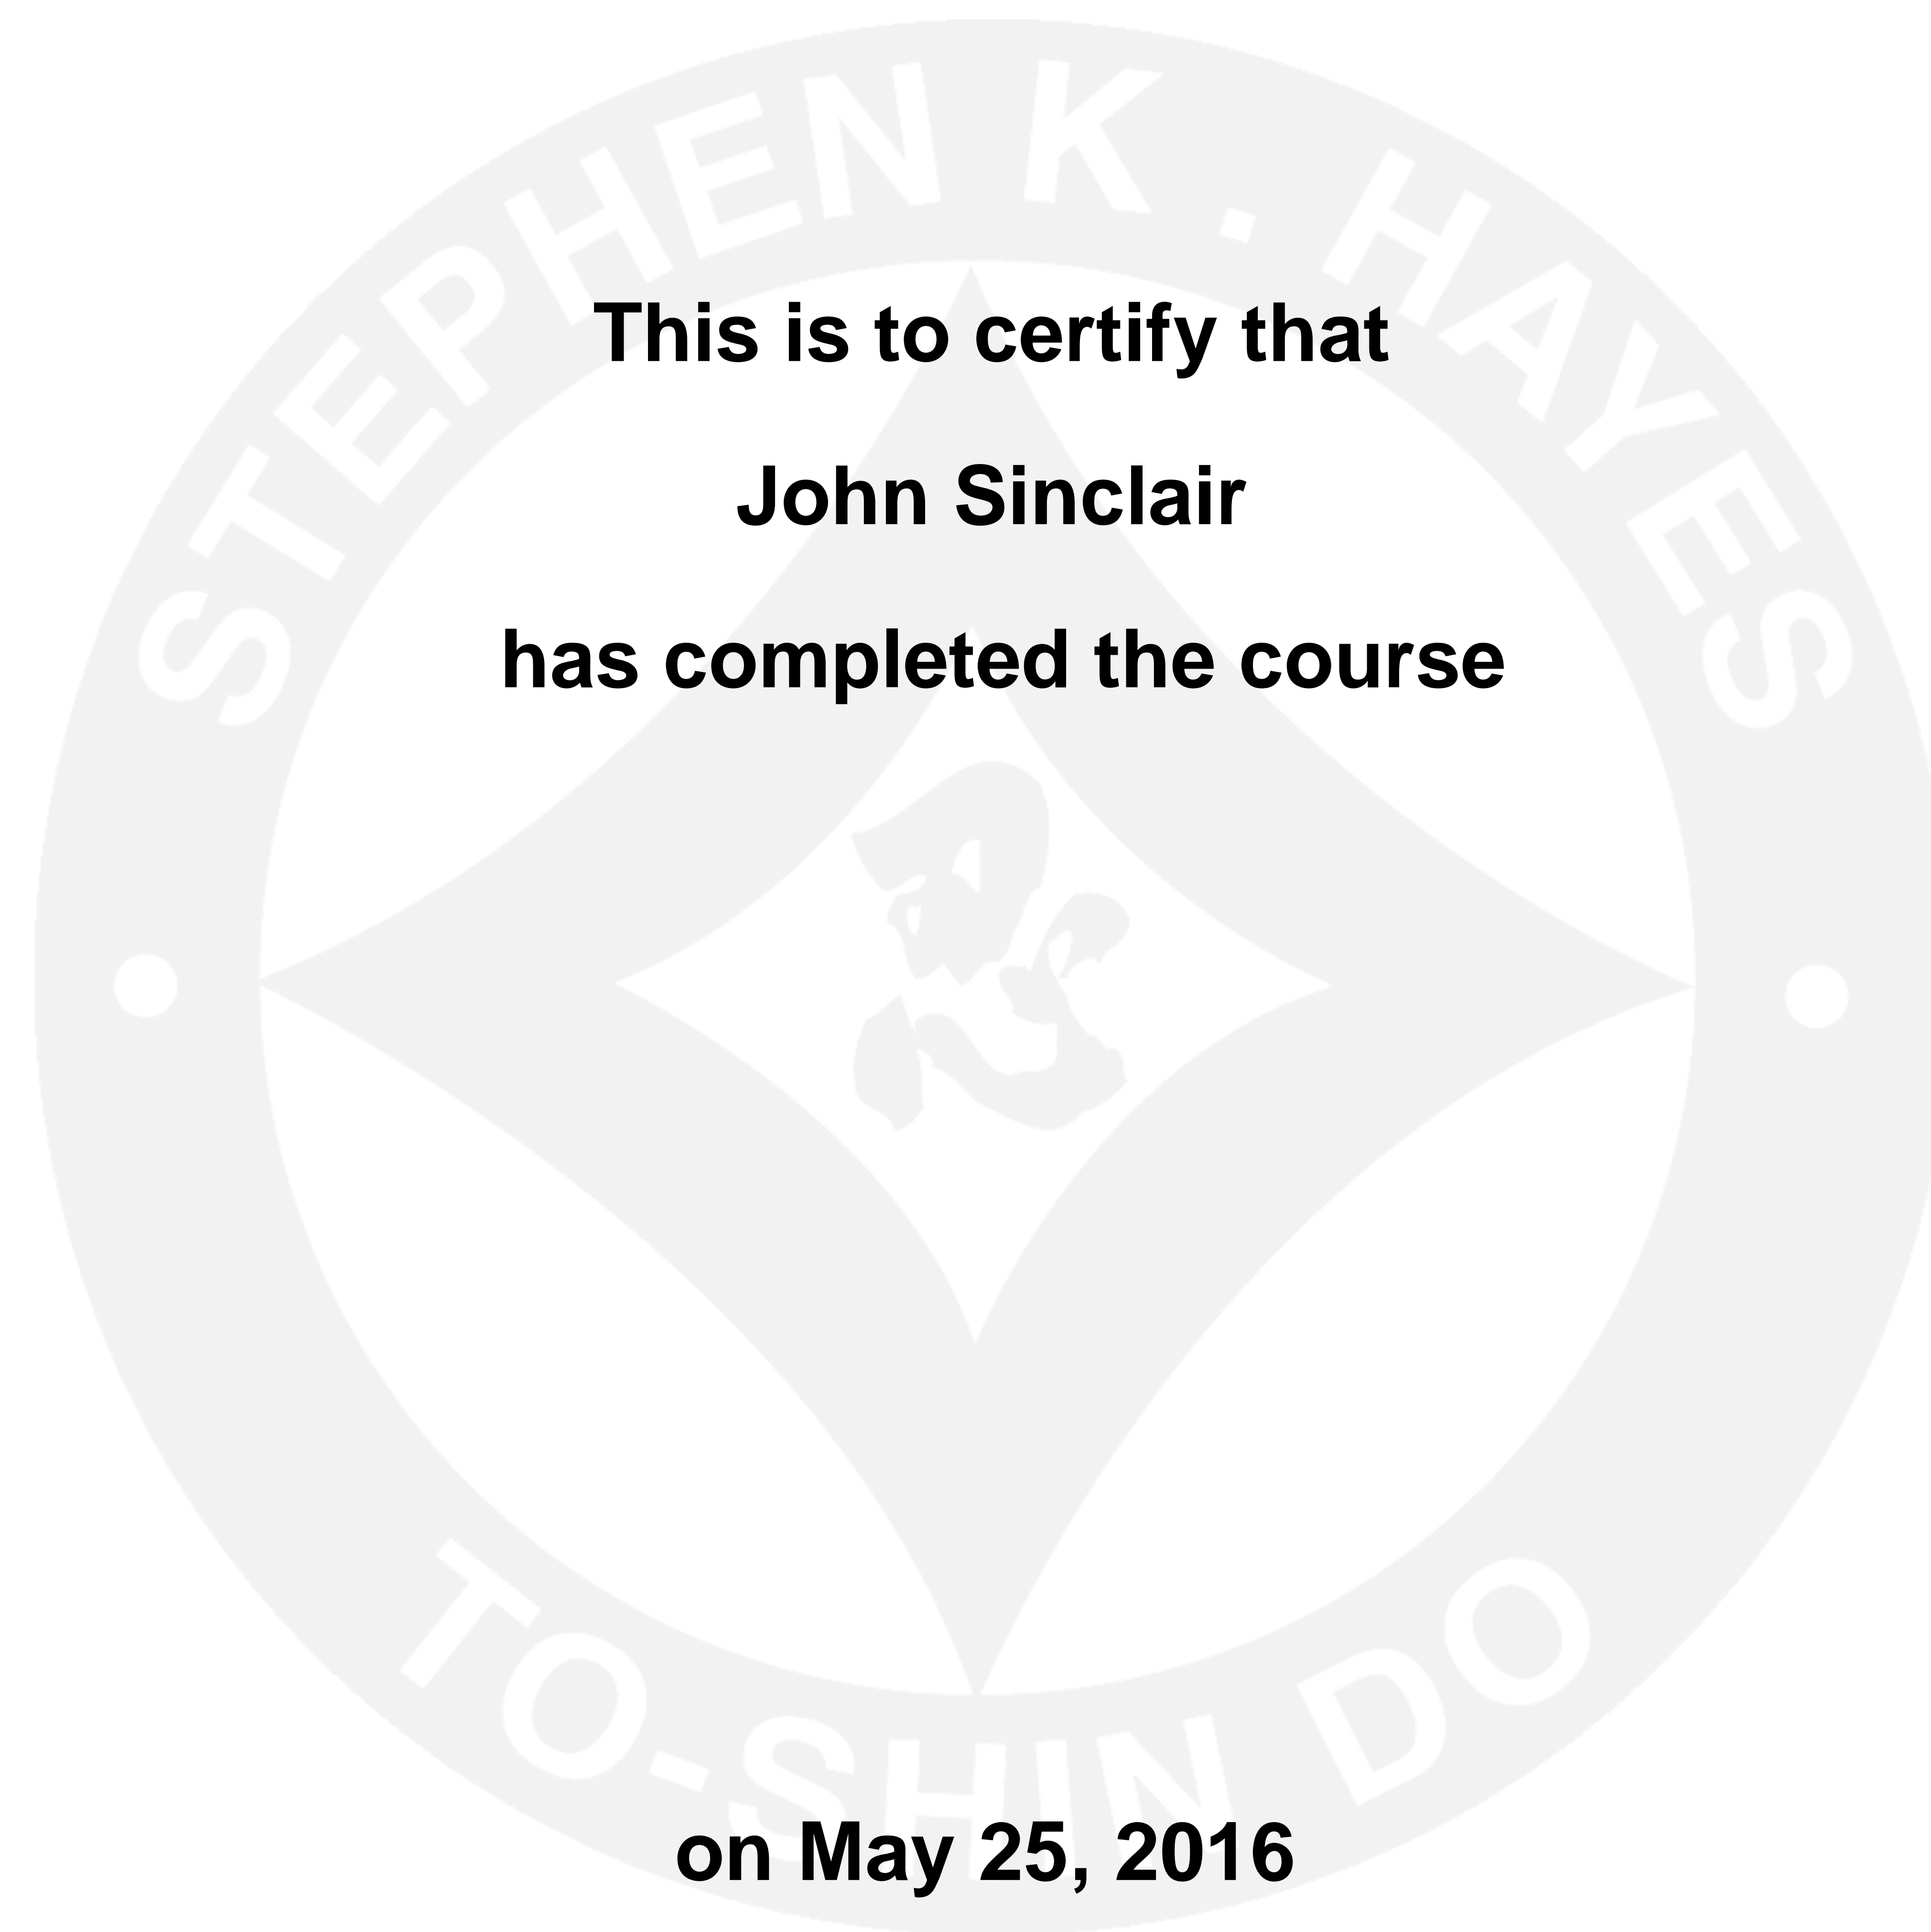 STEPHEN K. HAYES
This is to certify that
John Sinclair
has completed the course
忍
TO-SHIN DO
on May 25, 2016